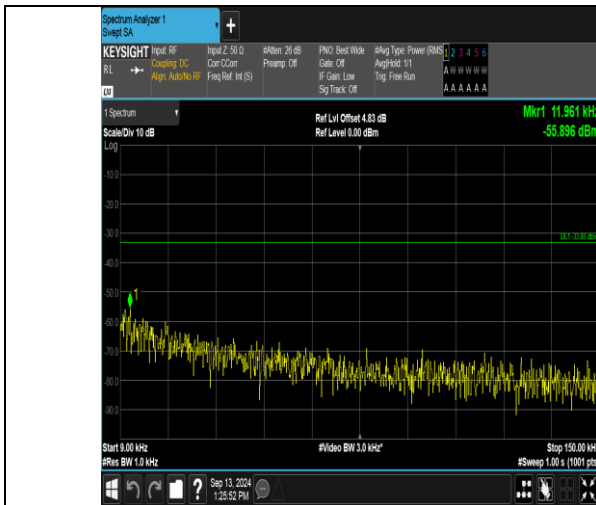 Spectrum Analyzer 1
Swept SA
+
KEYSIGHT Input: RF Input Z: 50 Ω #Atten: 26 dB PNO: Best Wide #Avg Type: Power (RMS 1 2 3 4 5 6
RL Coupling: DC Corr CCorr Preamp: Off Gate: Off Avg|Hold: 1/1 A W W W W W
Align: Auto/No RF Freq Ref: Int (S) IF Gain: Low Trig: Free Run
Sig Track: Off A A A A A A
LXI
1 Spectrum Ref Lvl Offset 4.83 dB Mkr1 11.961 kHz
Scale/Div 10 dB Ref Level 0.00 dBm -55.896 dBm
Log
-10.0
-20.0
-30.0
-40.0
-50.0
1
-60.0
-70.0
-80.0
-90.0
Start 9.00 kHz #Video BW 3.0 kHz* Stop 150.00 kHz
#Res BW 1.0 kHz #Sweep 1.00 s (1001 pts
? Sep 13, 2024
1:25:52 PM